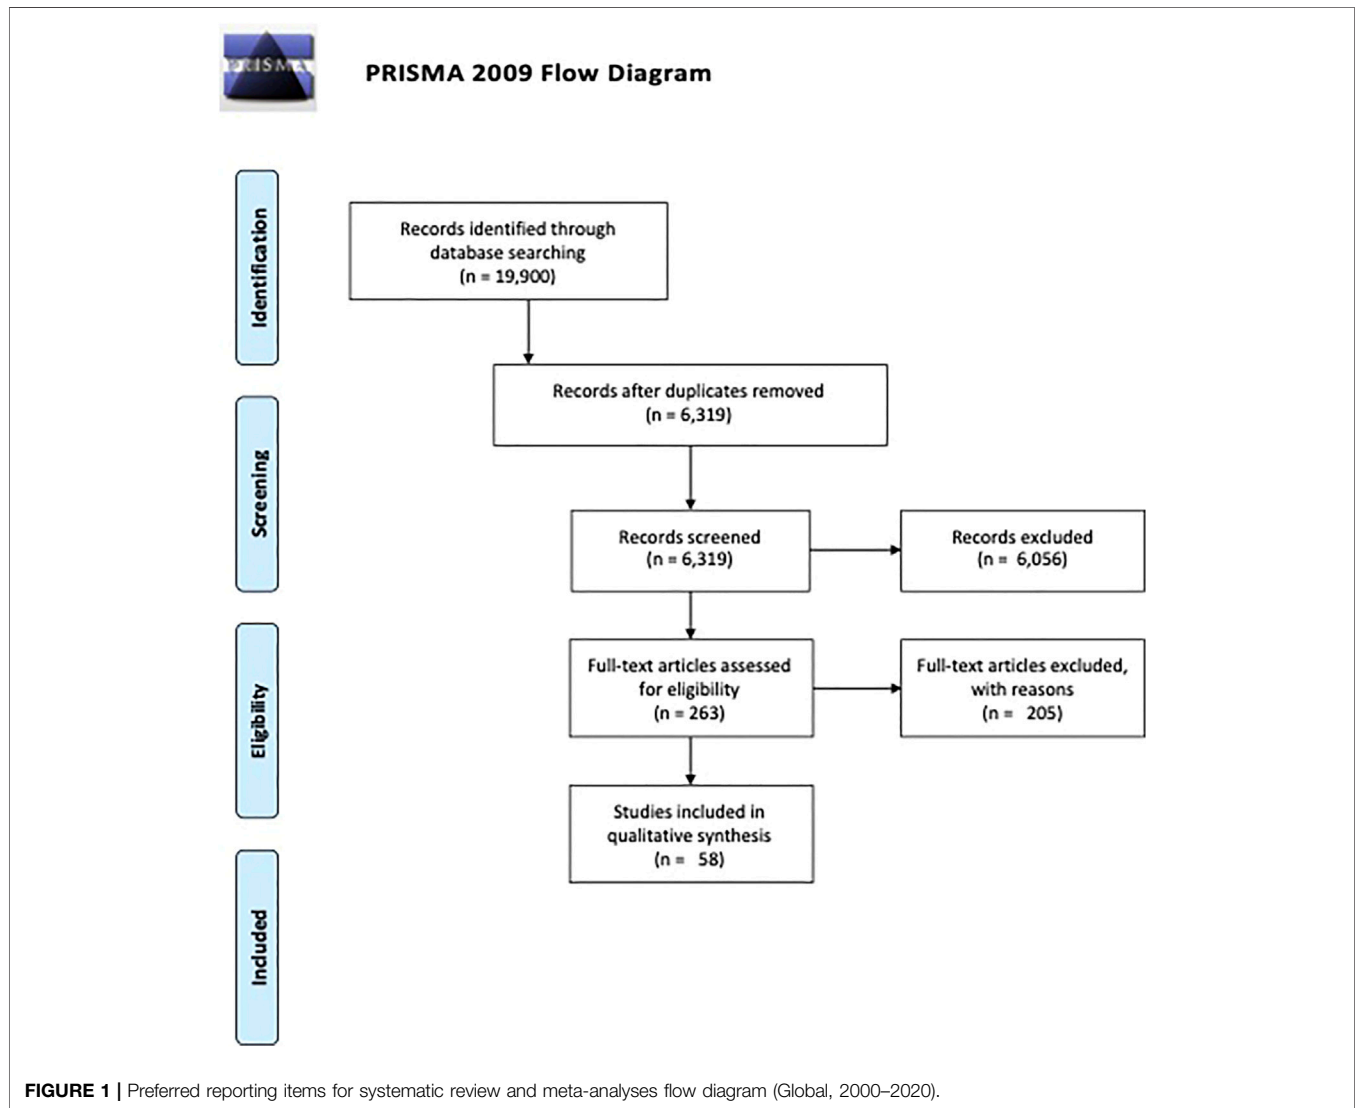 PRISMA
PRISMA 2009 Flow Diagram
Identification
Records identified through
database searching
(n = 19,900)
Records after duplicates removed
(n = 6,319)
Screening
Records screened
(n = 6,319)
Records excluded
(n = 6,056)
Eligibility
Full-text articles assessed
for eligibility
(n = 263)
Full-text articles excluded,
with reasons
(n = 205)
Studies included in
qualitative synthesis
(n = 58)
Included
FIGURE 1 | Preferred reporting items for systematic review and meta-analyses flow diagram (Global, 2000–2020).